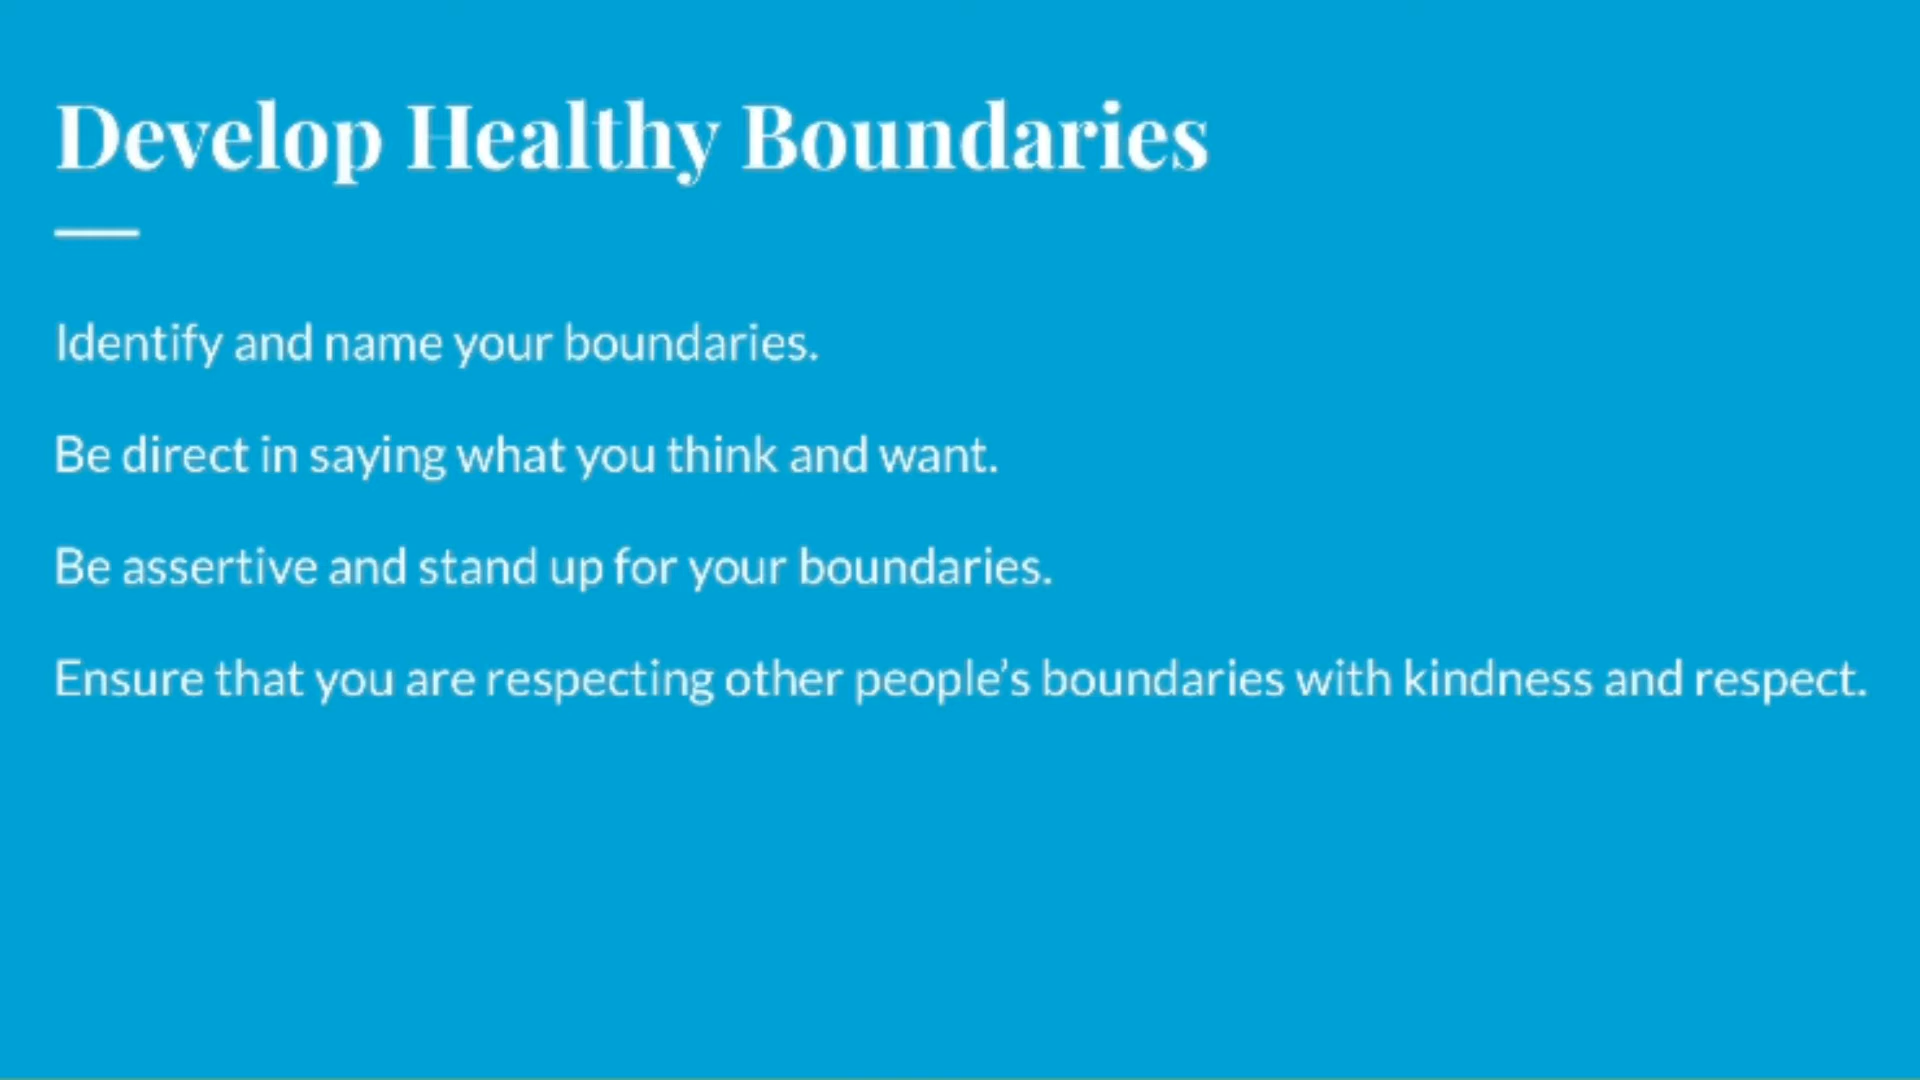 Develop Healthy Boundaries
Identify and name your boundaries.
Be direct in saying what you think and want.
Be assertive and stand up for your boundaries.
Ensure that you are respecting other people’s boundaries with kindness and respect.